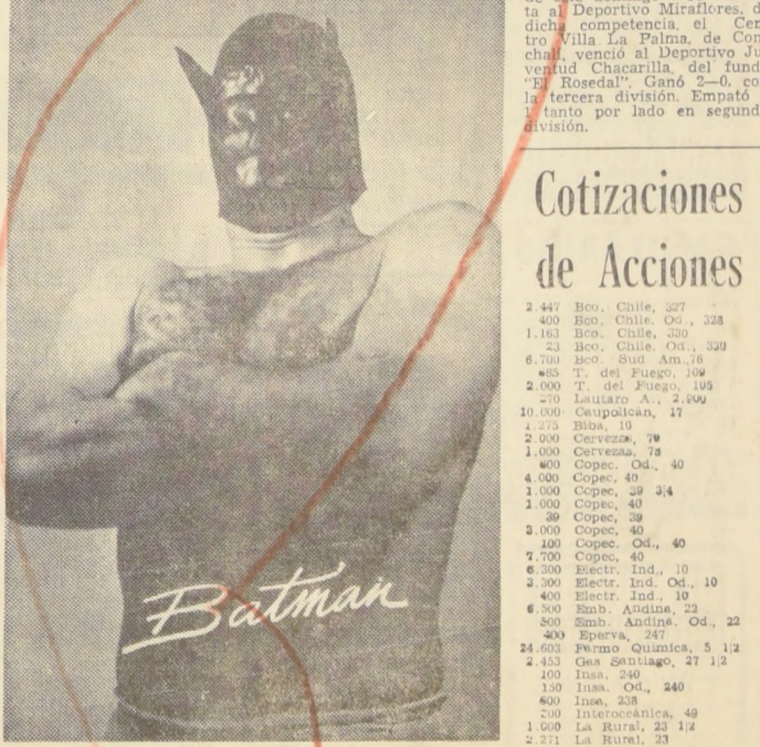 Batman
ta al Deportivo Miraflores, d
dicha competencia, el Cen
tro Villa La Palma, de Con
chalí, venció al Deportivo Ju
ventud Chacarilla, del fund
"El Rosedal". Ganó 2—0, co
la tercera división. Empató
1 tanto por lado en segund
división.
Cotizaciones
de Acciones
2.447 Bco. Chile, 327
400 Bco. Chile. Od., 328
1.163 Bco. Chile, 330
23 Bco. Chile. Od., 330
6.700 Bco. Sud Am., 76
T. del Fuego, 109
2.000 T. del Fuego, 105
Lautaro A., 2.900
10.000 Caupolicán, 17
1.275 Biba, 10
2.000 Cervezas, 79
1.000 Cervezas, 78
Copec. Od., 40
4.000 Copec, 40
1.000 Copec, 39 3|4
1.000 Copec, 40
39 Copec, 39
3.000 Copec, 40
100 Copec. Od., 40
7.700 Copec, 40
6.300 Electr. Ind., 10
3.300 Electr. Ind. Od., 10
400 Electr. Ind., 10
6.500 Emb. Andina, 22
500 Emb. Andina. Od., 22
400 Eperva, 247
24.603 Farmo Química, 5 1|2
2.453 Gas Santiago, 27 1|2
100 Insa, 240
150 Insa. Od., 240
600 Insa, 238
200 Interoceánica, 49
1.000 La Rural, 23 1|2
2.271 La Rural, 23